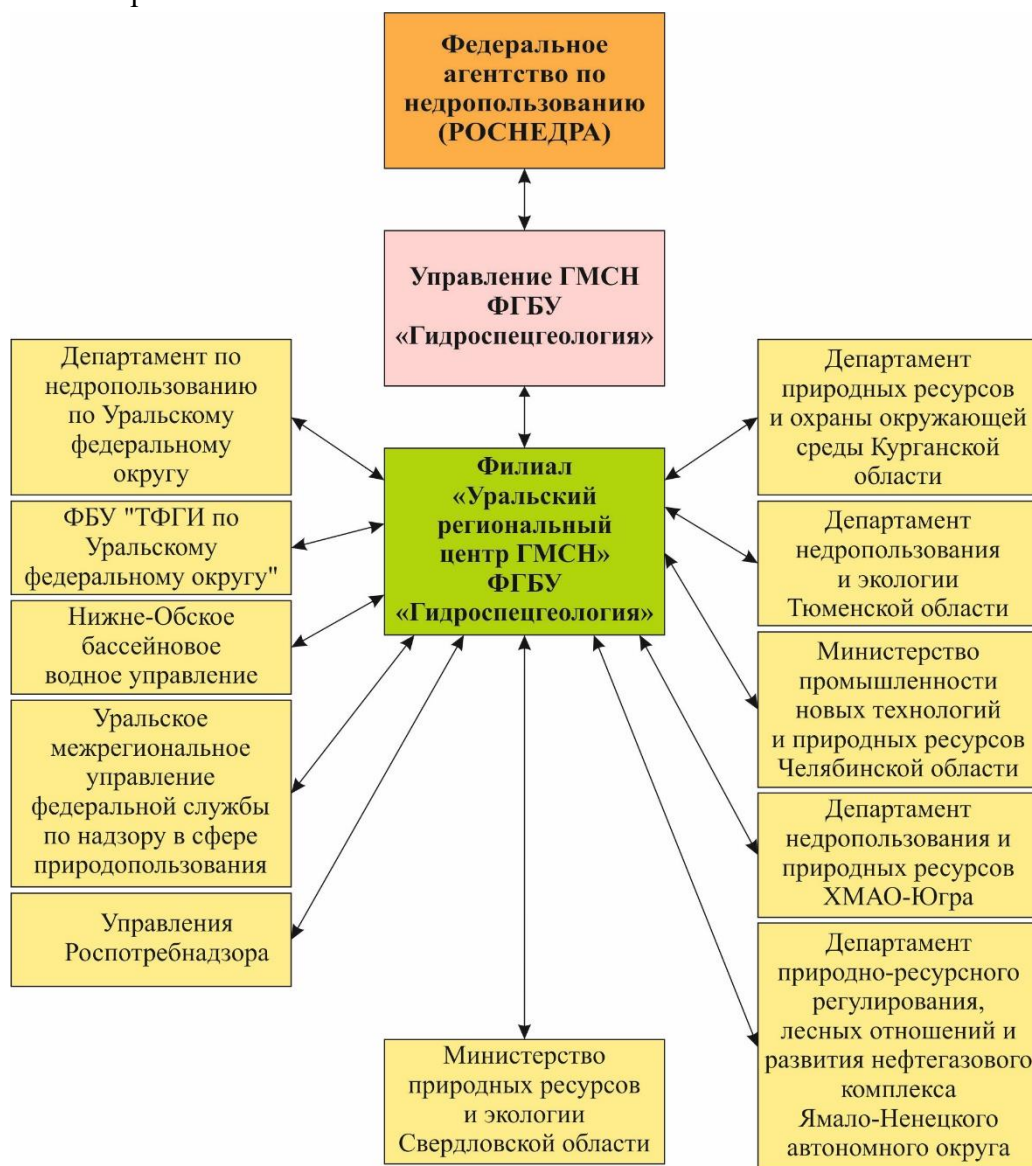 Федеральное
агентство по
недропользованию
(РОСНЕДРА)
Управление ГМСН
ФГБУ
«Гидроспецгеология»
Филиал
«Уральский
региональный
центр ГМСН»
ФГБУ
«Гидроспецгеология»
Департамент по
недропользованию
по Уральскому
федеральному
округу
ФБУ "ТФГИ по
Уральскому
федеральному округу"
Нижне-Обское
бассейновое
водное управление
Уральское
межрегиональное
управление
федеральной службы
по надзору в сфере
природопользования
Управления
Роспотребнадзора
Министерство
природных ресурсов
и экологии
Свердловской области
Департамент
природных ресурсов
и охраны окружающей
среды Курганской
области
Департамент
недропользования
и экологии
Тюменской области
Министерство
промышленности
новых технологий
и природных ресурсов
Челябинской области
Департамент
недропользования и
природных ресурсов
ХМАО-Югра
Департамент
природно-ресурсного
регулирования,
лесных отношений и
развития нефтегазового
комплекса
Ямало-Ненецкого
автономного округа